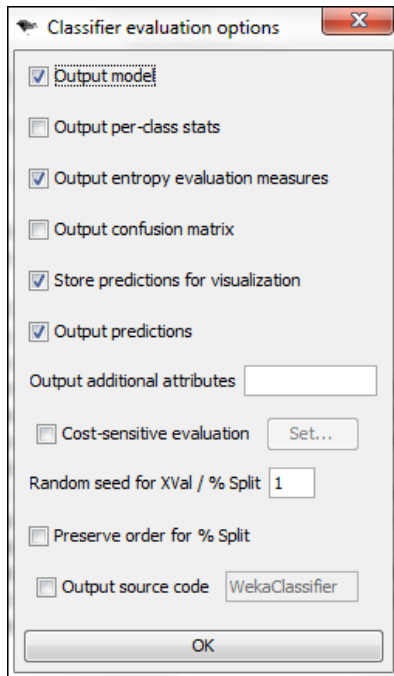 Classifier evaluation options
Output model
Output per-class stats
Output entropy evaluation measures
Output confusion matrix
Store predictions for visualization
Output predictions
Output additional attributes
Cost-sensitive evaluation Set...
Random seed for XVal / % Split 1
Preserve order for % Split
Output source code WekaClassifier
OK